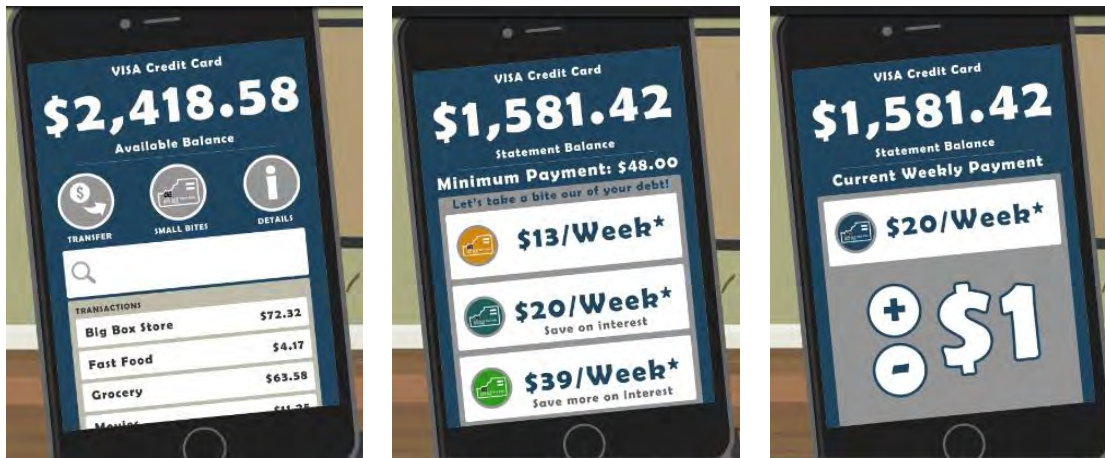 VISA Credit Card
$2,418.58
Available Balance
$
TRANSFER
SMALL BITES
i
DETAILS
TRANSACTIONS
Big Box Store $72.32
Fast Food $4.17
Grocery $63.58
Movies $11.25
VISA Credit Card
$1,581.42
Statement Balance
Minimum Payment: $48.00
Let's take a bite our of your debt!
$13/Week*
$20/Week*
Save on interest
$39/Week*
Save more on interest
VISA Credit Card
$1,581.42
Statement Balance
Current Weekly Payment
$20/Week*
+
$1
-